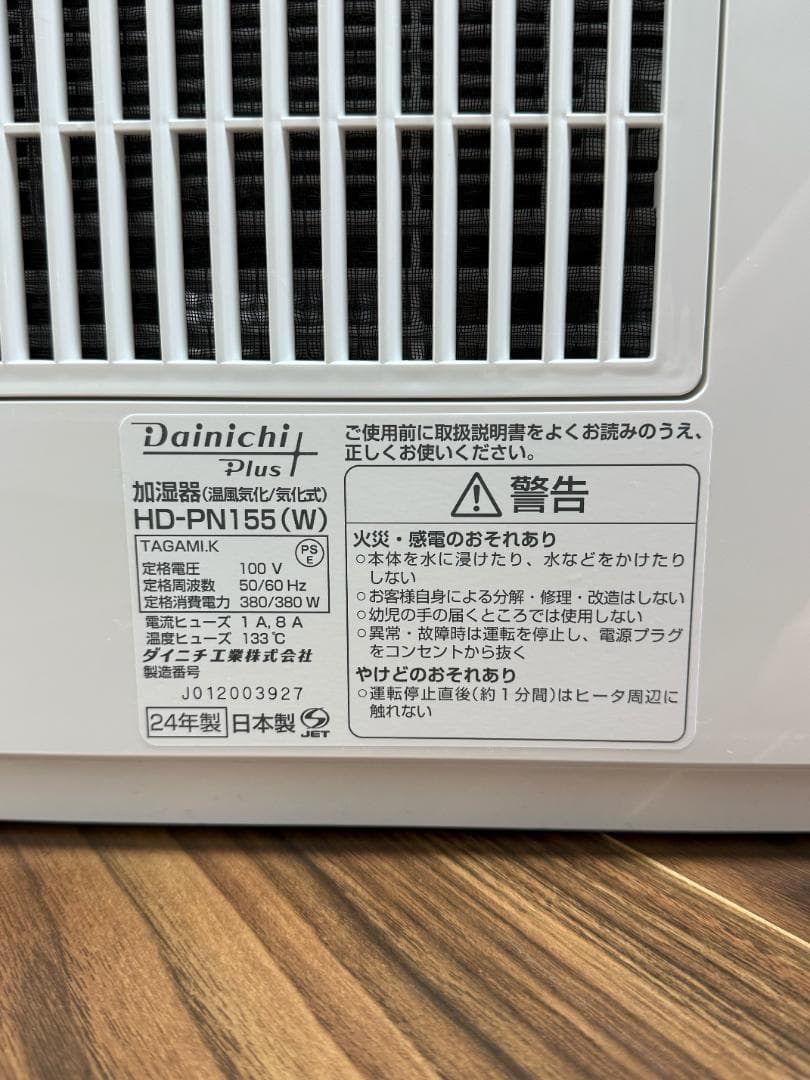 Dainichi
Plus
加湿器(温風気化/気化式)
HD-PN155(W)
TAGAMI.K
PS
E
定格電圧 100 V
定格周波数 50/60 Hz
定格消費電力 380/380 W
電流ヒューズ 1 A, 8 A
温度ヒューズ 133℃
ダイニチ工業株式会社
製造番号
J012003927
24年製 日本製 JET
ご使用前に取扱説明書をよくお読みのうえ、
正しくお使いください。
警告
火災・感電のおそれあり
○本体を水に浸けたり、水などをかけたり
しない
○お客様自身による分解・修理・改造はしない
○幼児の手の届くところでは使用しない
○異常・故障時は運転を停止し、電源プラグ
をコンセントから抜く
やけどのおそれあり
○運転停止直後(約1分間)はヒータ周辺に
触れない